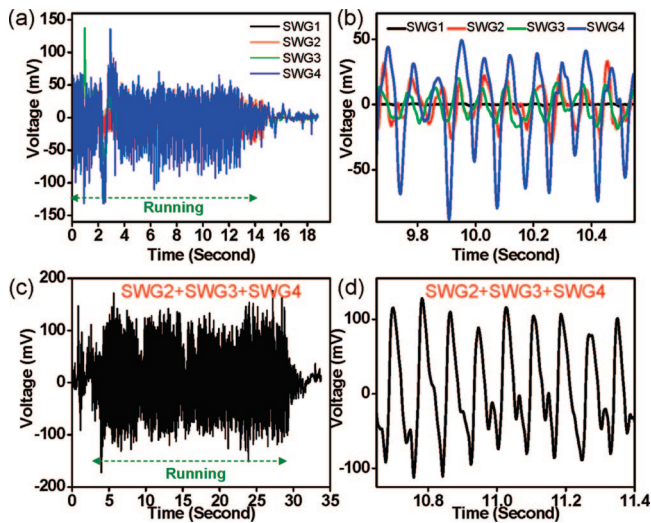 (a)
150
100
50
0
-50
-100
-150
Voltage (mV)
SWG1
SWG2
SWG3
SWG4
Running
0 2 4 6 8 10 12 14 16 18
Time (Second)
(b)
50
0
-50
Voltage (mV)
SWG1 SWG2 SWG3 SWG4
9.8 10.0 10.2 10.4
Time (Second)
(c)
200
100
0
-100
-200
Voltage (mV)
SWG2+SWG3+SWG4
Running
0 5 10 15 20 25 30 35
Time (Second)
(d)
100
0
-100
Voltage (mV)
SWG2+SWG3+SWG4
10.8 11.0 11.2 11.4
Time (Second)